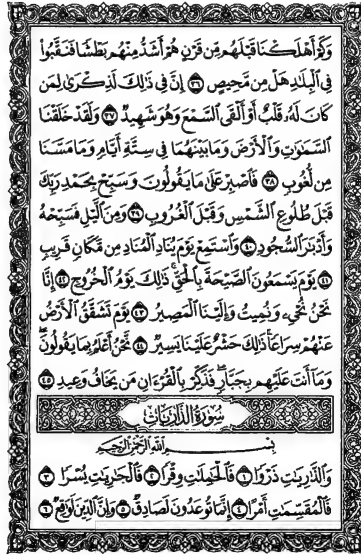 وَكَمْ أَهْلَكْنَا قَبْلَهُم مِّن قَرْنٍ هُمْ أَشَدُّ مِنْهُم بَطْشًا فَنَقَّبُوا۟
فِى ٱلْبِلَـٰدِ هَلْ مِن مَّحِيصٍ ٣٦ إِنَّ فِى ذَٰلِكَ لَذِكْرَىٰ لِمَن
كَانَ لَهُۥ قَلْبٌ أَوْ أَلْقَى ٱلسَّمْعَ وَهُوَ شَهِيدٌ ٣٧ وَلَقَدْ خَلَقْنَا
ٱلسَّمَـٰوَٰتِ وَٱلْأَرْضَ وَمَا بَيْنَهُمَا فِى سِتَّةِ أَيَّامٍ وَمَا مَسَّنَا
مِن لُّغُوبٍ ٣٨ فَٱصْبِرْ عَلَىٰ مَا يَقُولُونَ وَسَبِّحْ بِحَمْدِ رَبِّكَ
قَبْلَ طُلُوعِ ٱلشَّمْسِ وَقَبْلَ ٱلْغُرُوبِ ٣٩ وَمِنَ ٱلَّيْلِ فَسَبِّحْهُ
وَأَدْبَـٰرَ ٱلسُّجُودِ ٤٠ وَٱسْتَمِعْ يَوْمَ يُنَادِ ٱلْمُنَادِ مِن مَّكَانٍ قَرِيبٍ
٤١ يَوْمَ يَسْمَعُونَ ٱلصَّيْحَةَ بِٱلْحَقِّ ذَٰلِكَ يَوْمُ ٱلْخُرُوجِ ٤٢ إِنَّا
نَحْنُ نُحْىِۦ وَنُمِيتُ وَإِلَيْنَا ٱلْمَصِيرُ ٤٣ يَوْمَ تَشَقَّقُ ٱلْأَرْضُ
عَنْهُمْ سِرَاعًا ذَٰلِكَ حَشْرٌ عَلَيْنَا يَسِيرٌ ٤٤ نَّحْنُ أَعْلَمُ بِمَا يَقُولُونَ
وَمَآ أَنتَ عَلَيْهِم بِجَبَّارٍ فَذَكِّرْ بِٱلْقُرْءَانِ مَن يَخَافُ وَعِيدِ ٤٥
سُورَةُ الذَّارِيَاتِ
بِسْمِ ٱللَّهِ ٱلرَّحْمَـٰنِ ٱلرَّحِيمِ
وَٱلذَّٰرِيَـٰتِ ذَرْوًا ١ فَٱلْحَـٰمِلَـٰتِ وِقْرًا ٢ فَٱلْجَـٰرِيَـٰتِ يُسْرًا ٣
فَٱلْمُقَسِّمَـٰتِ أَمْرًا ٤ إِنَّمَا تُوعَدُونَ لَصَادِقٌ ٥ وَإِنَّ ٱلدِّينَ لَوَٰقِعٌ ٦